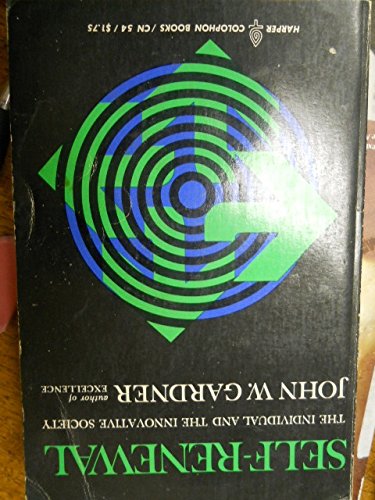 SELF-RENEWAL
THE INDIVIDUAL AND THE INNOVATIVE SOCIETY
JOHN W. GARDNER
author of
EXCELLENCE
HARPER COLOPHON BOOKS / CN 54 / $1.75